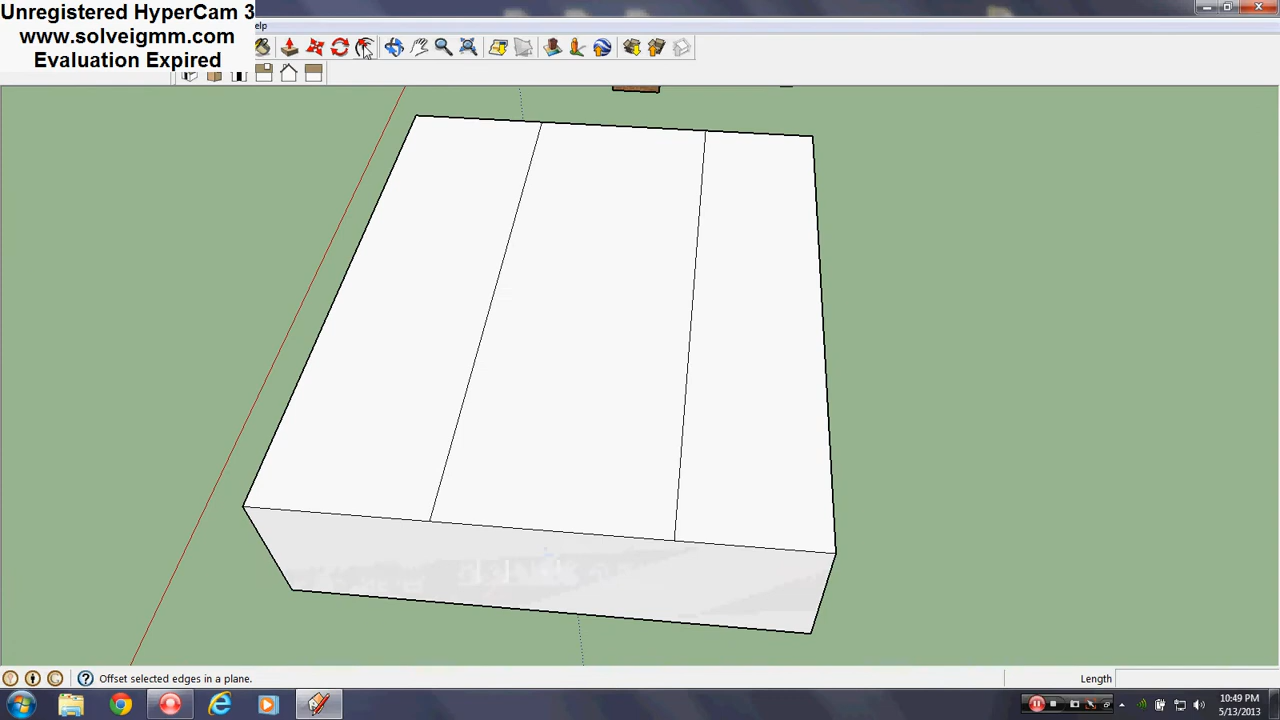 Unregistered HyperCam 3
www.solveigmm.com
Evaluation Expired
elp
Offset selected edges in a plane.
Length
10:49 PM
5/13/2013